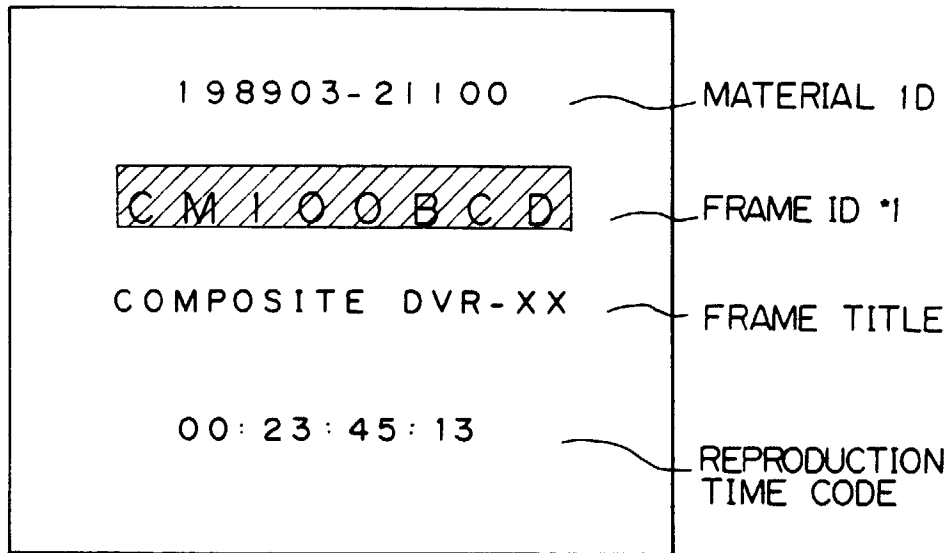 198903-21100 MATERIAL ID
CM100BCD FRAME ID *1
COMPOSITE DVR-XX FRAME TITLE
00:23:45:13 REPRODUCTION
TIME CODE